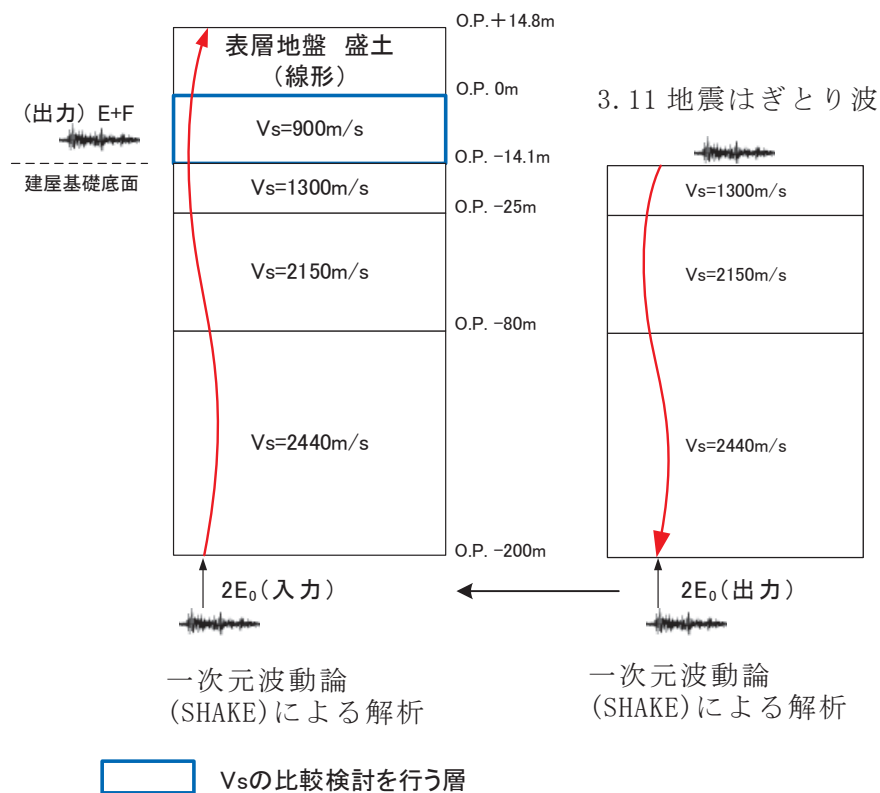 O.P.+14.8m
表層地盤 盛土
(線形)
O.P. 0m
(出力) E+F
Vs=900m/s
O.P. -14.1m
建屋基礎底面
Vs=1300m/s
O.P. -25m
Vs=2150m/s
O.P. -80m
Vs=2440m/s
O.P. -200m
2E₀(入力)
一次元波動論
(SHAKE)による解析
3.11 地震はぎとり波
Vs=1300m/s
Vs=2150m/s
Vs=2440m/s
2E₀(出力)
一次元波動論
(SHAKE)による解析
Vsの比較検討を行う層